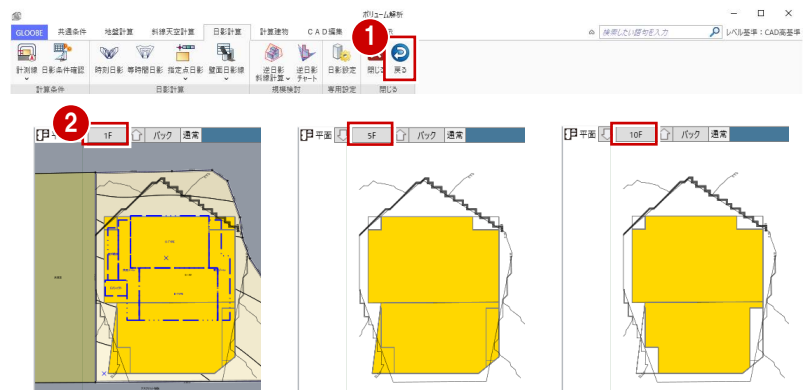 ボリューム解析
GLOOBE 共通条件 地盤計算 斜線天空計算 日影計算 計算建物 CAD編集
検索したい語句を入力 レベル基準：CAD高基準
1
計測線 日影条件確認 時刻日影 等時間日影 指定点日影 壁面日影線 逆日影斜線計算 逆日影チャート 日影設定 閉じる 戻る
計算条件 日影計算 規模検討 専用設定 閉じる
2
1F パック 通常
平面 5F パック 通常
平面 10F パック 通常